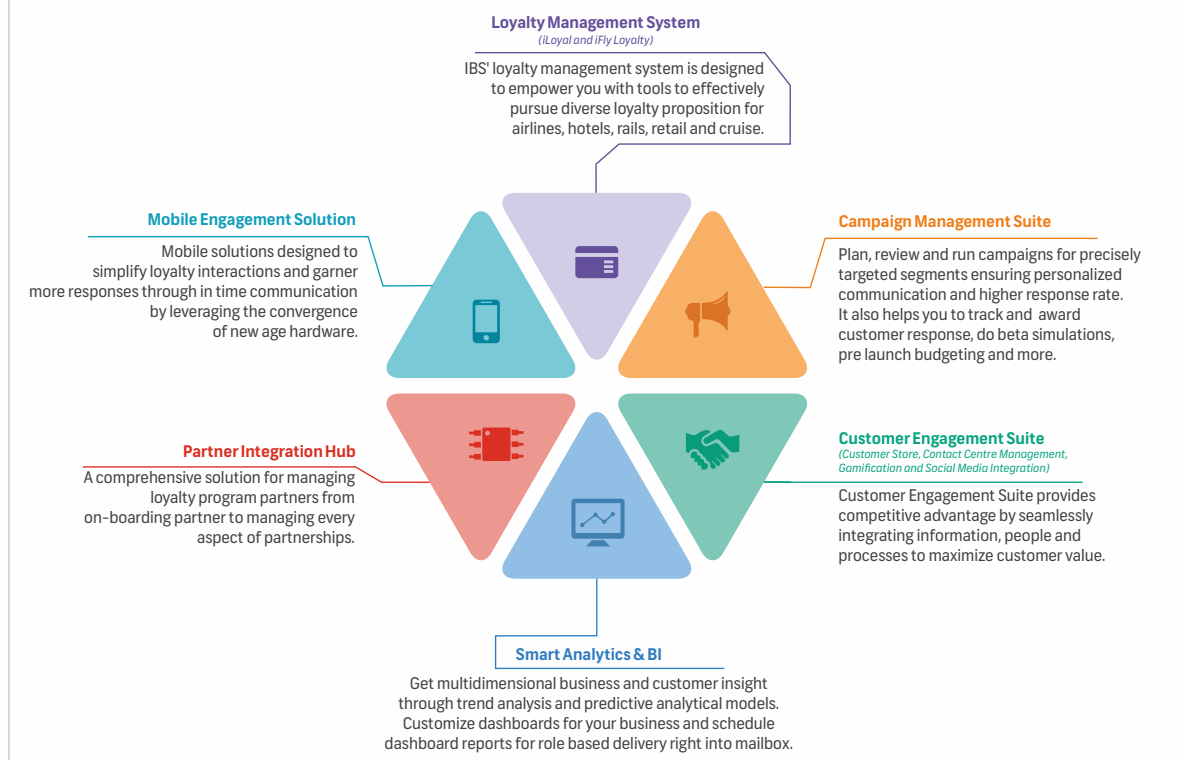 Loyalty Management System
(iLoyal and iFly Loyalty)
IBS' loyalty management system is designed
to empower you with tools to effectively
pursue diverse loyalty proposition for
airlines, hotels, rails, retail and cruise.
Mobile Engagement Solution
Mobile solutions designed to
simplify loyalty interactions and garner
more responses through in time communication
by leveraging the convergence
of new age hardware.
Campaign Management Suite
Plan, review and run campaigns for precisely
targeted segments ensuring personalized
communication and higher response rate.
It also helps you to track and award
customer response, do beta simulations,
pre launch budgeting and more.
Partner Integration Hub
A comprehensive solution for managing
loyalty program partners from
on-boarding partner to managing every
aspect of partnerships.
Customer Engagement Suite
(Customer Store, Contact Centre Management,
Gamification and Social Media Integration)
Customer Engagement Suite provides
competitive advantage by seamlessly
integrating information, people and
processes to maximize customer value.
Smart Analytics & BI
Get multidimensional business and customer insight
through trend analysis and predictive analytical models.
Customize dashboards for your business and schedule
dashboard reports for role based delivery right into mailbox.